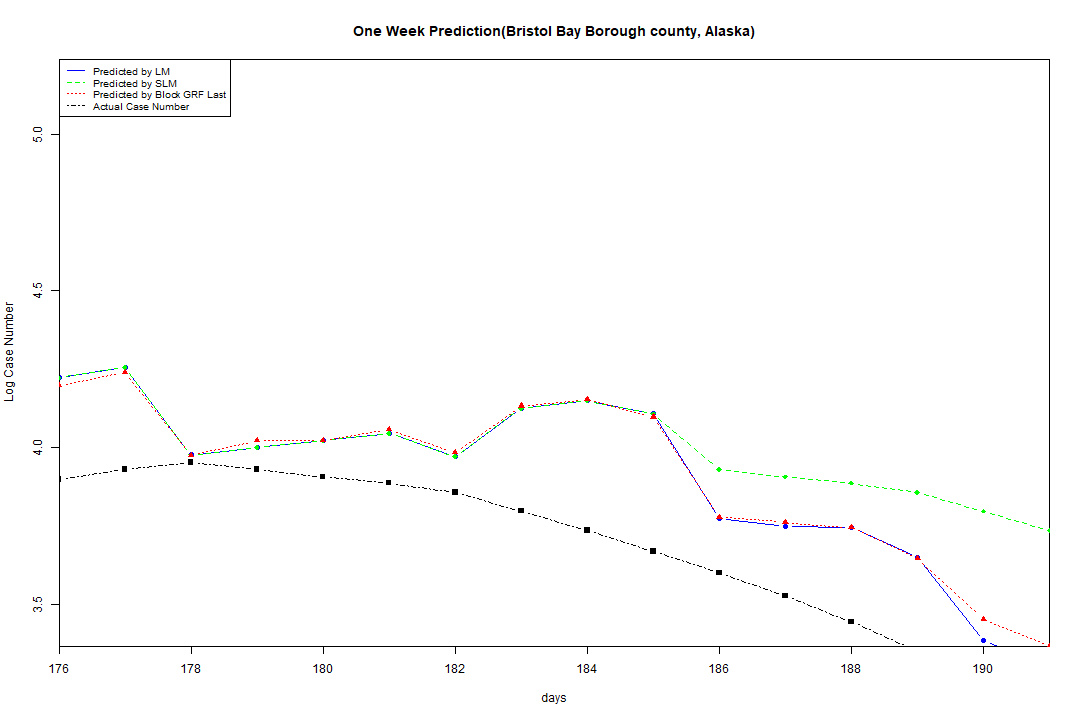 One Week Prediction(Bristol Bay Borough county, Alaska)
Predicted by LM
Predicted by SLM
Predicted by Block GRF Last
Actual Case Number
Log Case Number
5.0
4.5
4.0
3.5
176 178 180 182 184 186 188 190
days